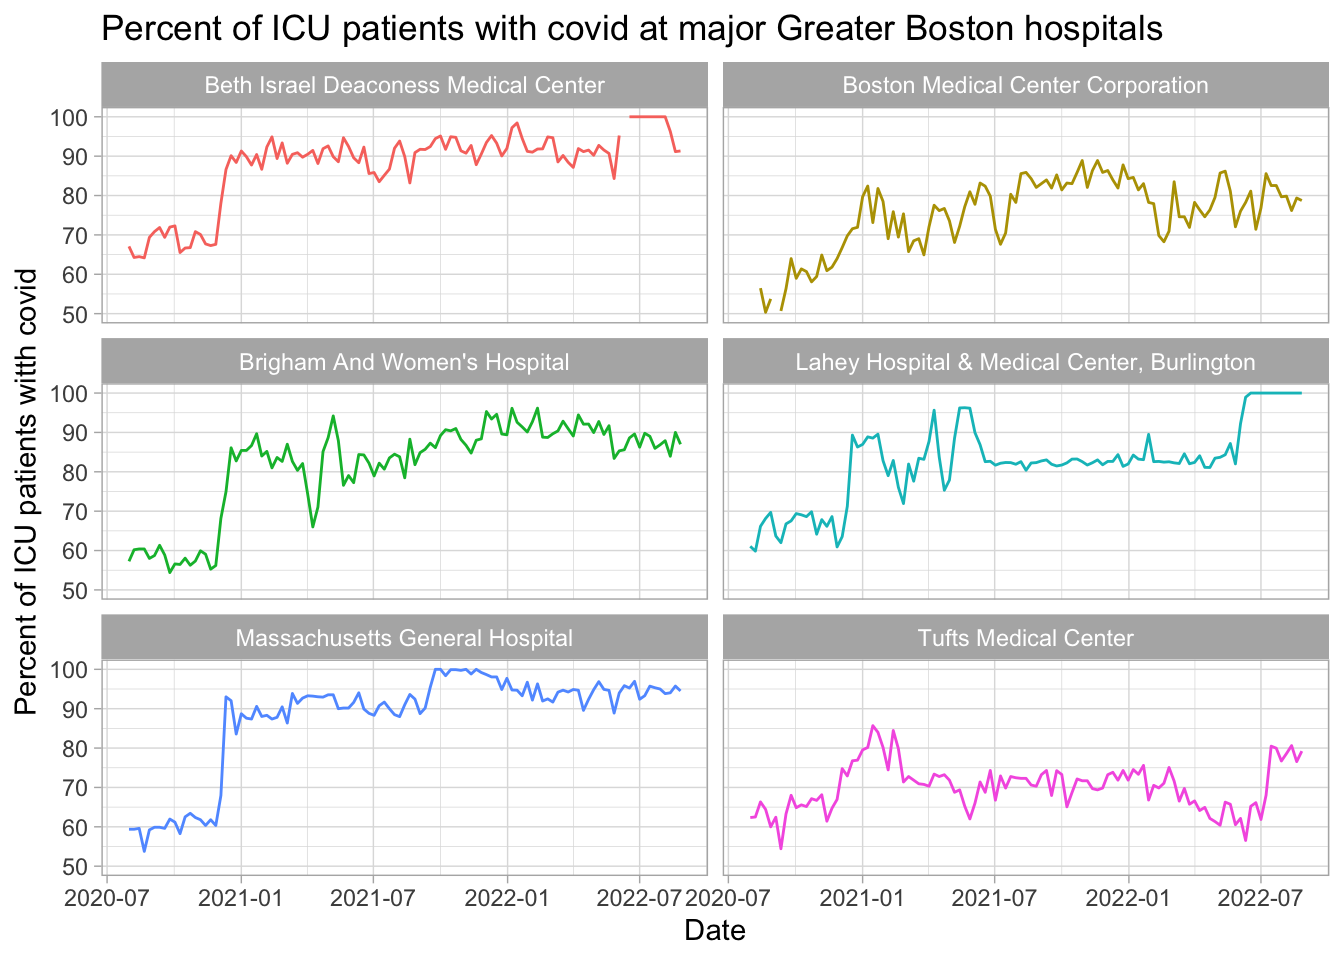 Percent of ICU patients with covid at major Greater Boston hospitals
Beth Israel Deaconess Medical Center
Boston Medical Center Corporation
100
90
80
70
60
50
Brigham And Women's Hospital
Lahey Hospital & Medical Center, Burlington
100
90
80
70
60
50
Massachusetts General Hospital
Tufts Medical Center
100
90
80
70
60
50
2020-07 2021-01 2021-07 2022-01 2022-07 2020-07 2021-01 2021-07 2022-01 2022-07
Date
Percent of ICU patients witth covid